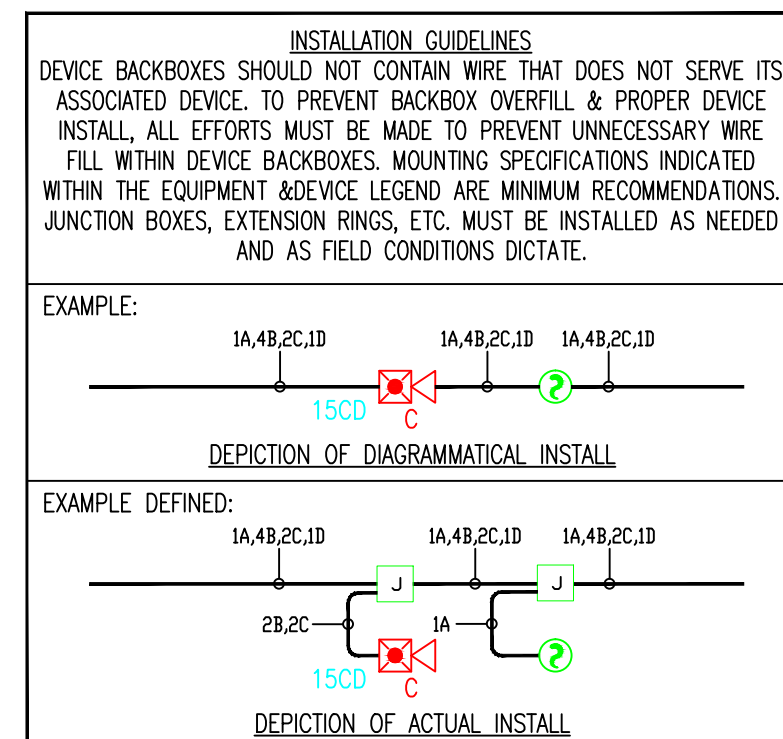 INSTALLATION GUIDELINES
DEVICE BACKBOXES SHOULD NOT CONTAIN WIRE THAT DOES NOT SERVE ITS
ASSOCIATED DEVICE. TO PREVENT BACKBOX OVERFILL & PROPER DEVICE
INSTALL, ALL EFFORTS MUST BE MADE TO PREVENT UNNECESSARY WIRE
FILL WITHIN DEVICE BACKBOXES. MOUNTING SPECIFICATIONS INDICATED
WITHIN THE EQUIPMENT &DEVICE LEGEND ARE MINIMUM RECOMMENDATIONS.
JUNCTION BOXES, EXTENSION RINGS, ETC. MUST BE INSTALLED AS NEEDED
AND AS FIELD CONDITIONS DICTATE.
EXAMPLE:
1A,4B,2C,1D 1A,4B,2C,1D 1A,4B,2C,1D
15CD C
DEPICTION OF DIAGRAMMATICAL INSTALL
EXAMPLE DEFINED:
1A,4B,2C,1D 1A,4B,2C,1D 1A,4B,2C,1D
J J
2B,2C 1A
15CD C
DEPICTION OF ACTUAL INSTALL